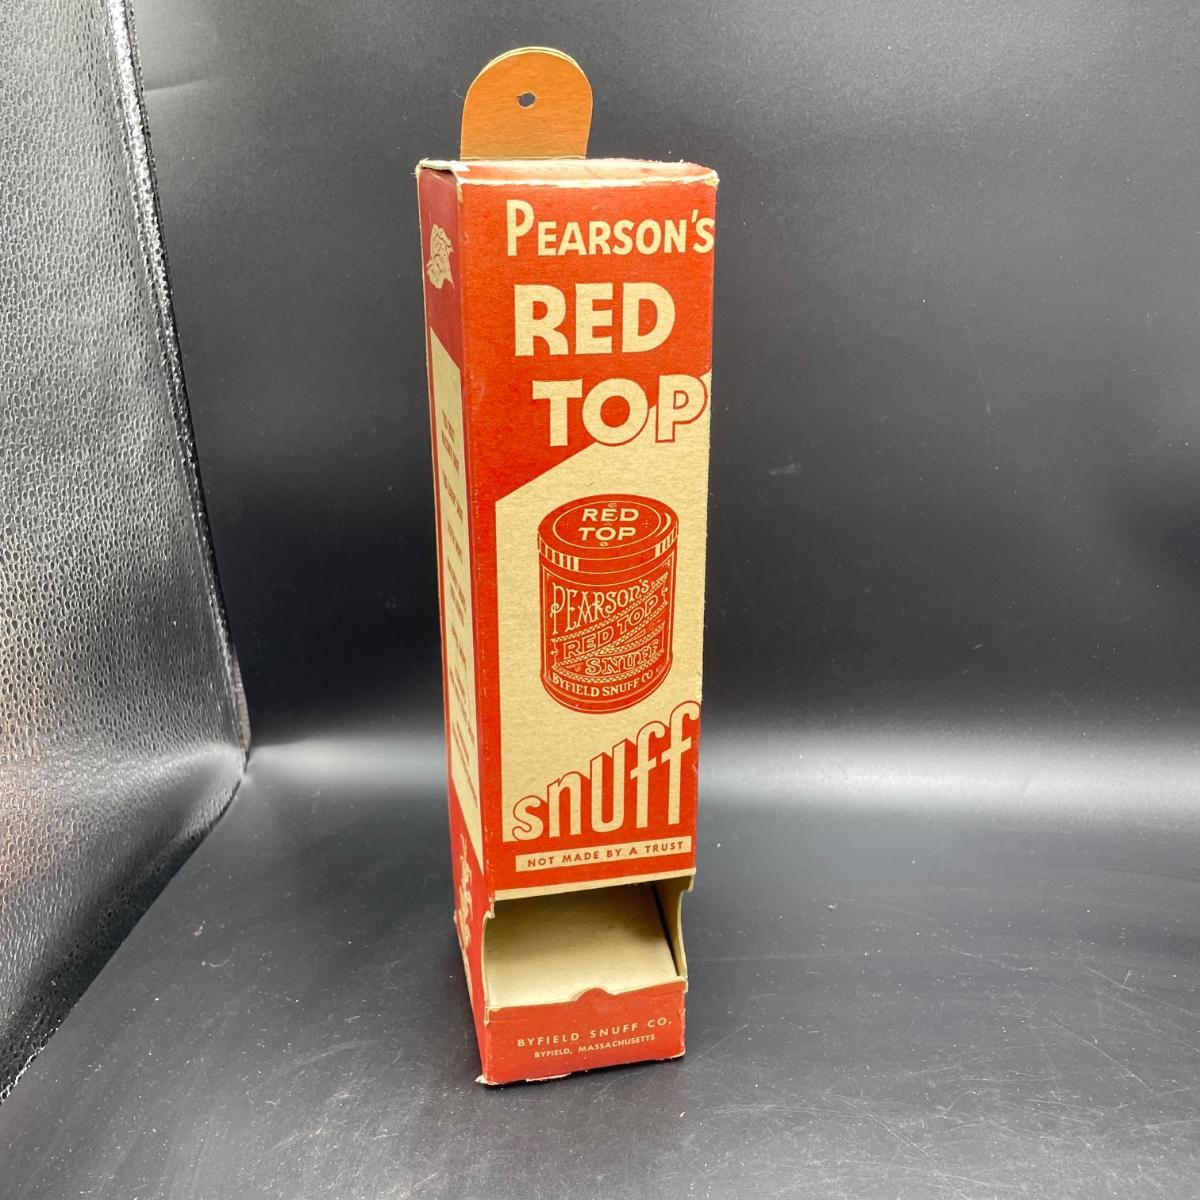 PEARSON'S
RED
TOP
RED
TOP
PEARSON'S
RED TOP
SNUFF
BYFIELD SNUFF CO
snuff
NOT MADE BY A TRUST
BYFIELD SNUFF CO.
BYFIELD, MASSACHUSETTS